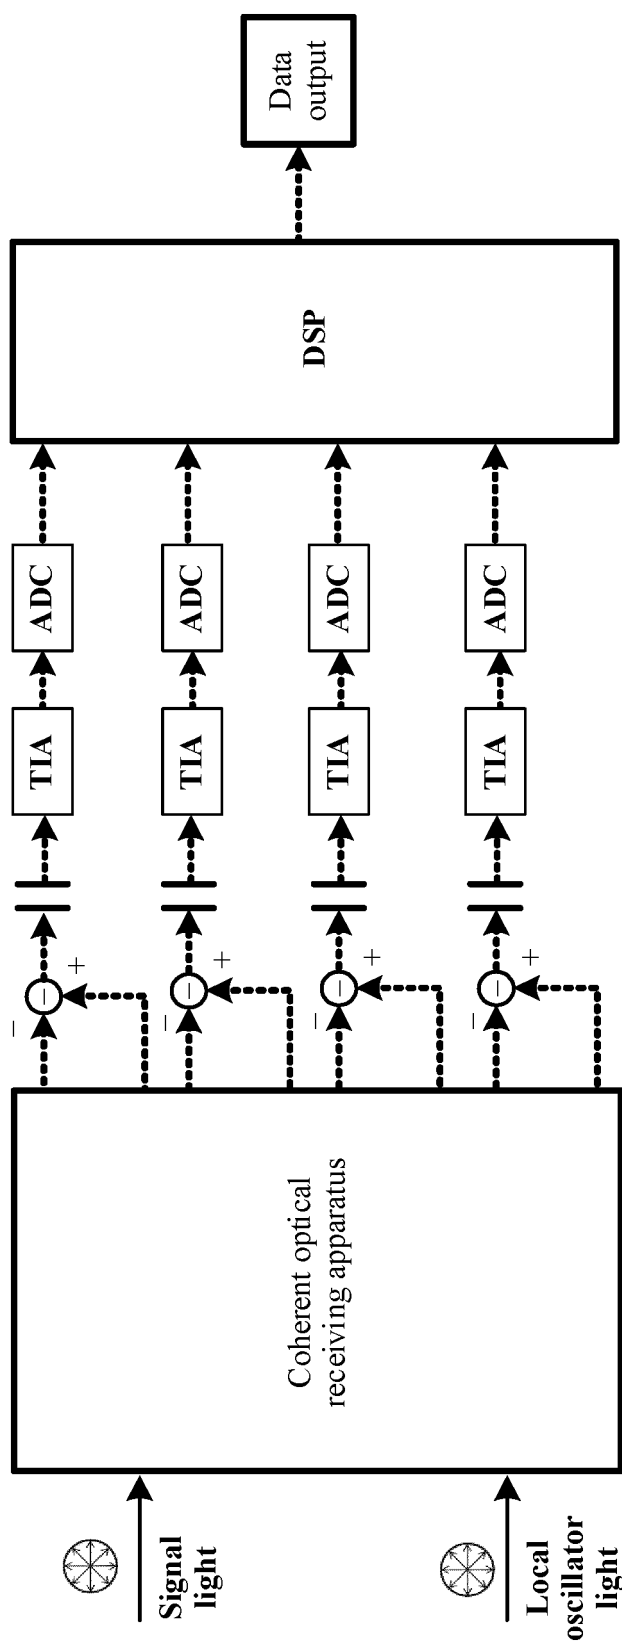 Signal
light
Local
oscillator
light
Coherent optical
receiving apparatus
−
+
−
−
+
−
−
+
−
−
+
−
TIA
TIA
TIA
TIA
ADC
ADC
ADC
ADC
DSP
Data
output